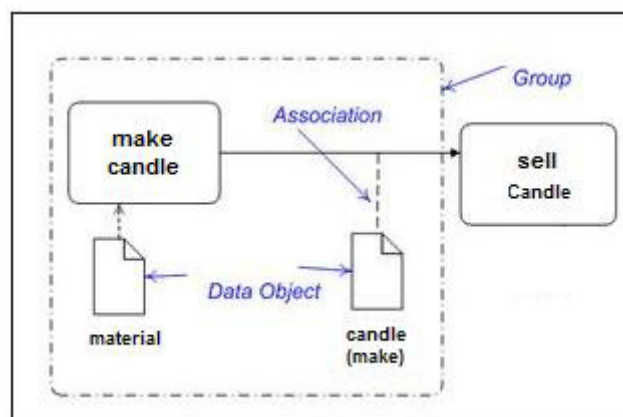 Group
Association
make
candle
sell
Candle
Data Object
material
candle
(make)